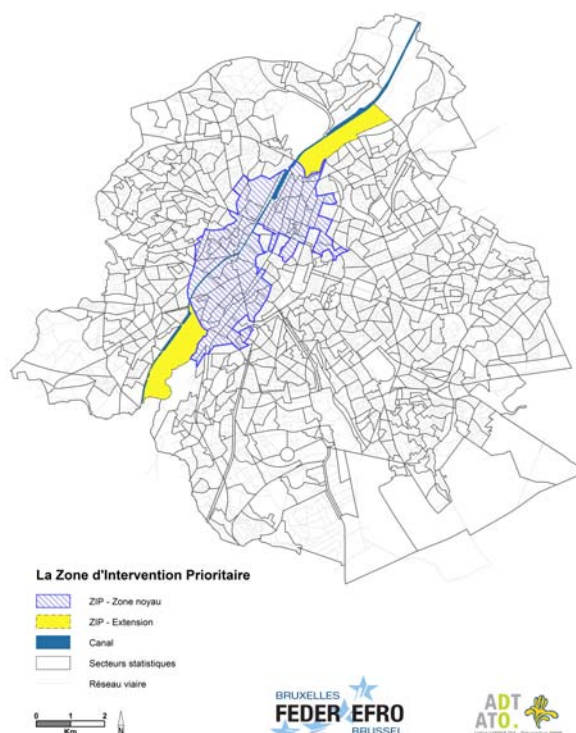 La Zone d'Intervention Prioritaire
ZIP - Zone noyau
ZIP - Extension
Canal
Secteurs statistiques
Réseau viaire
0 1 2
Km
N
BRUXELLES
FEDER EFRO
BRUSSEL
ADT
ATO.